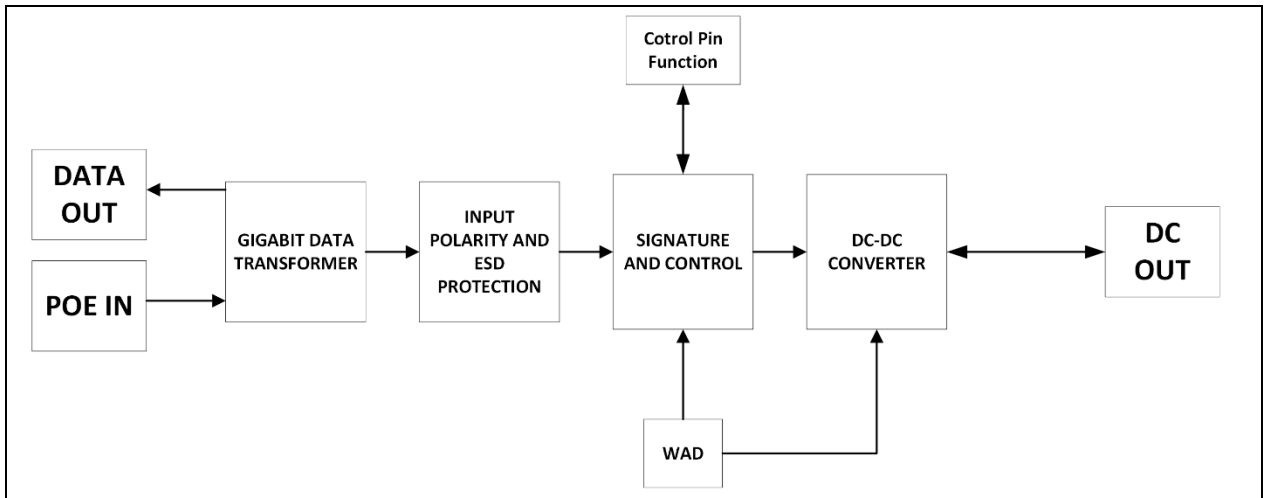 Cotrol Pin
Function
DATA
OUT
POE IN
GIGABIT DATA
TRANSFORMER
INPUT
POLARITY AND
ESD
PROTECTION
SIGNATURE
AND CONTROL
DC-DC
CONVERTER
DC
OUT
WAD